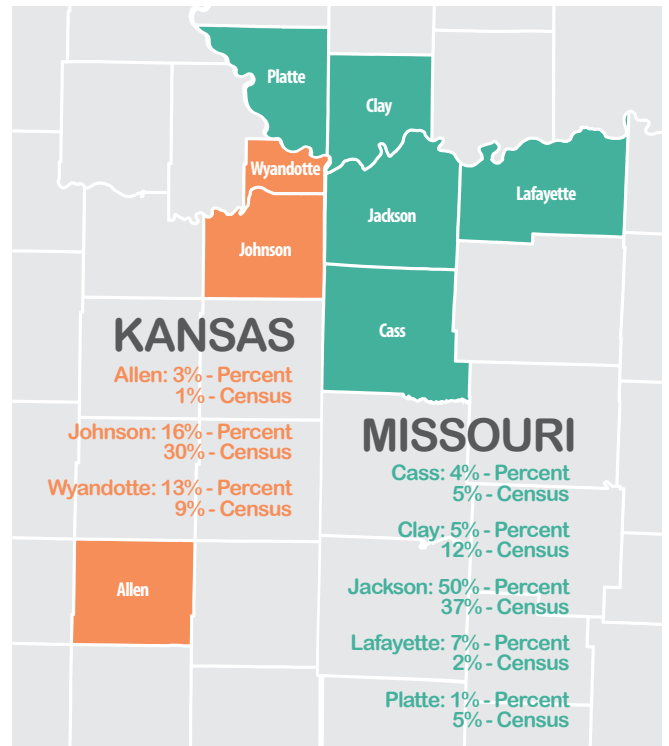 Platte
Clay
Wyandotte
Lafayette
Jackson
Johnson
Cass
KANSAS
Allen: 3% - Percent
1% - Census
Johnson: 16% - Percent
30% - Census
Wyandotte: 13% - Percent
9% - Census
Allen
MISSOURI
Cass: 4% - Percent
5% - Census
Clay: 5% - Percent
12% - Census
Jackson: 50% - Percent
37% - Census
Lafayette: 7% - Percent
2% - Census
Platte: 1% - Percent
5% - Census